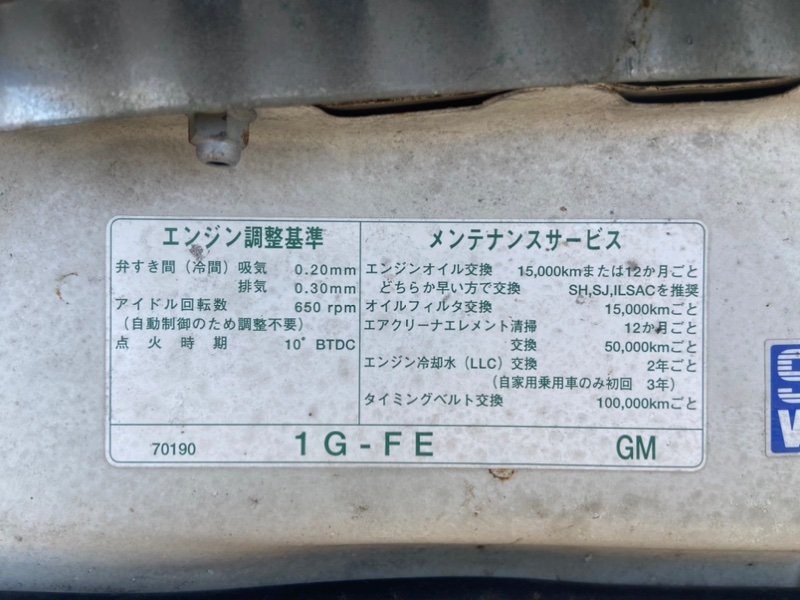 エンジン調整基準
弁すき間（冷間）吸気 0.20mm
排気 0.30mm
アイドル回転数 650 rpm
（自動制御のため調整不要）
点火時期 10° BTDC
メンテナンスサービス
エンジンオイル交換 15,000kmまたは12か月ごと
どちらか早い方で交換 SH,SJ,ILSACを推奨
オイルフィルタ交換 15,000kmごと
エアクリーナエレメント清掃 12か月ごと
交換 50,000kmごと
エンジン冷却水（LLC）交換 2年ごと
（自家用乗用車のみ初回 3年）
タイミングベルト交換 100,000kmごと
70190 1G-FE GM